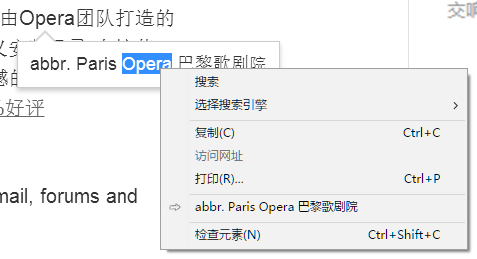 交响
由Opera团队打造的
感的
%好评
mail, forums and
abbr. Paris Opera 巴黎歌剧院
搜索
选择搜索引擎
复制(C) Ctrl+C
访问网址
打印(R)... Ctrl+P
abbr. Paris Opera 巴黎歌剧院
检查元素(N) Ctrl+Shift+C